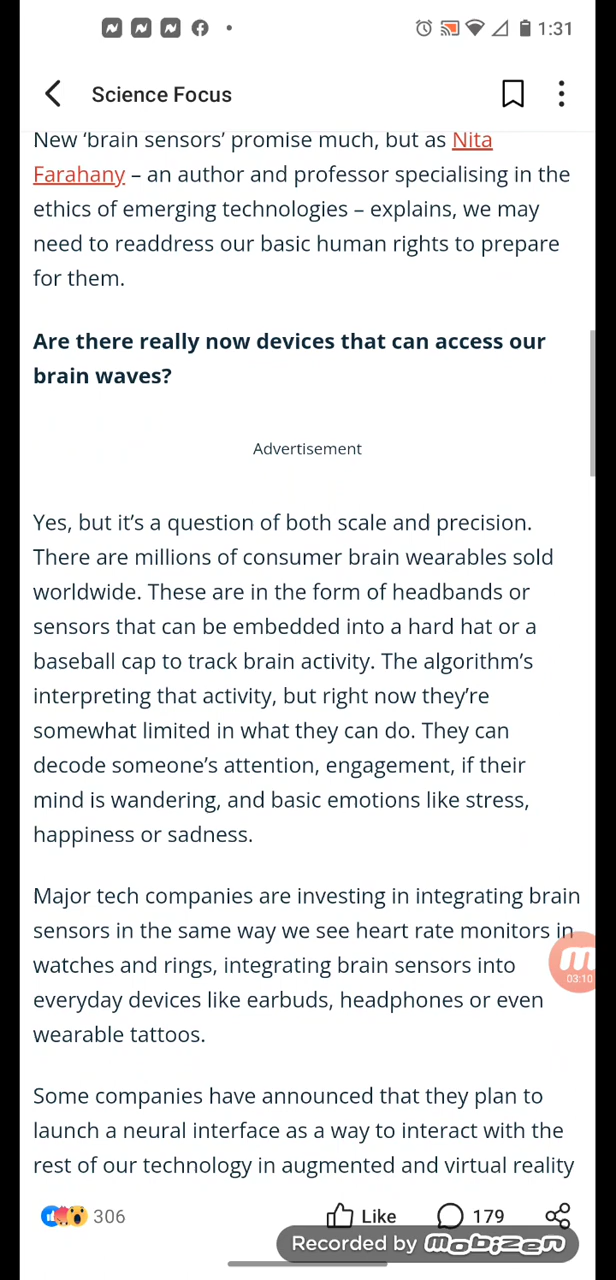 1:31
Science Focus
New ‘brain sensors’ promise much, but as Nita
Farahany – an author and professor specialising in the
ethics of emerging technologies – explains, we may
need to readdress our basic human rights to prepare
for them.
Are there really now devices that can access our
brain waves?
Advertisement
Yes, but it’s a question of both scale and precision.
There are millions of consumer brain wearables sold
worldwide. These are in the form of headbands or
sensors that can be embedded into a hard hat or a
baseball cap to track brain activity. The algorithm’s
interpreting that activity, but right now they’re
somewhat limited in what they can do. They can
decode someone’s attention, engagement, if their
mind is wandering, and basic emotions like stress,
happiness or sadness.
Major tech companies are investing in integrating brain
sensors in the same way we see heart rate monitors in
watches and rings, integrating brain sensors into
everyday devices like earbuds, headphones or even
wearable tattoos.
m
03:10
Some companies have announced that they plan to
launch a neural interface as a way to interact with the
rest of our technology in augmented and virtual reality
306 Like 179
Recorded by mobizen